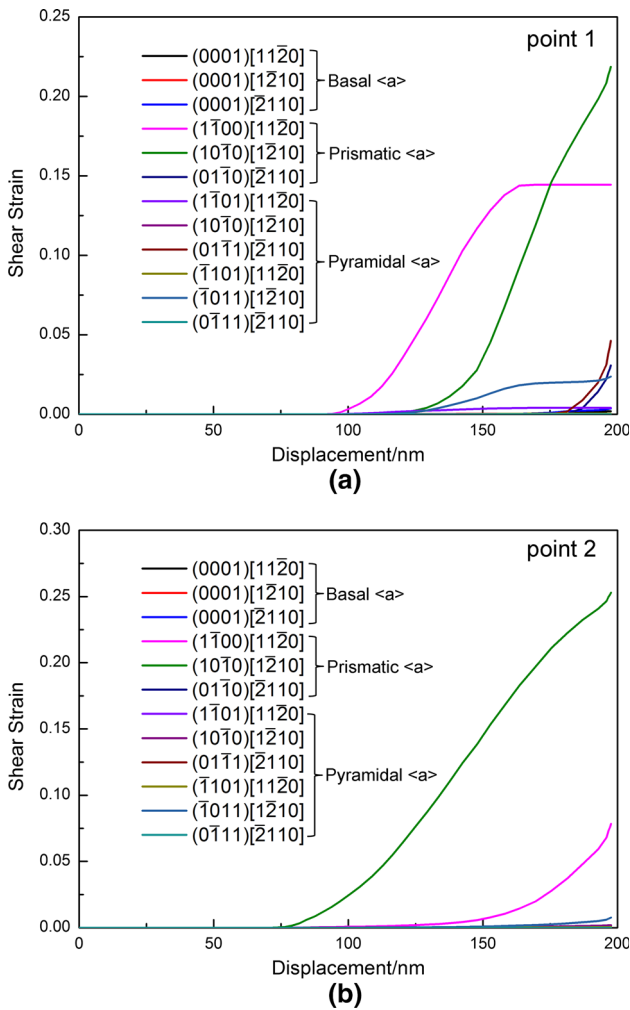 0.25
0.20
0.15
0.10
0.05
0.00
Shear Strain
point 1
(0001)[112̅0]
(0001)[12̅10]
(0001)[2̅110]
Basal <a>
(11̅00)[112̅0]
(101̅0)[12̅10]
(011̅0)[2̅110]
Prismatic <a>
(11̅01)[112̅0]
(101̅0)[12̅10]
(011̅1)[2̅110]
(1̅101)[112̅0]
(1̅011)[12̅10]
(01̅11)[2̅110]
Pyramidal <a>
0 50 100 150 200
Displacement/nm
(a)
0.30
0.25
0.20
0.15
0.10
0.05
0.00
Shear Strain
point 2
(0001)[112̅0]
(0001)[12̅10]
(0001)[2̅110]
Basal <a>
(11̅00)[112̅0]
(101̅0)[12̅10]
(011̅0)[2̅110]
Prismatic <a>
(11̅01)[112̅0]
(101̅0)[12̅10]
(011̅1)[2̅110]
(1̅101)[112̅0]
(1̅011)[12̅10]
(01̅11)[2̅110]
Pyramidal <a>
0 50 100 150 200
Displacement/nm
(b)